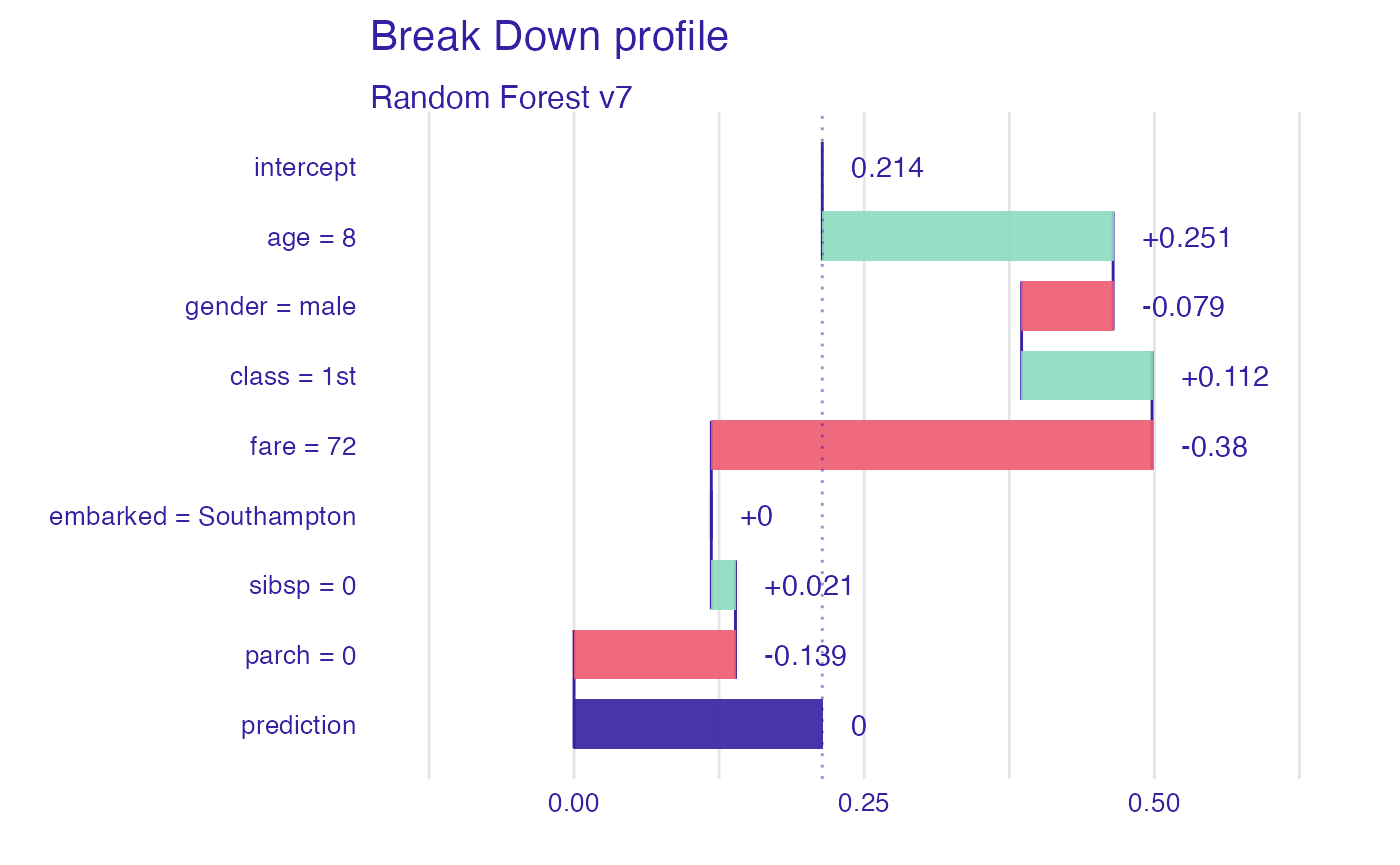 Break Down profile
Random Forest v7
intercept 0.214
age = 8 +0.251
gender = male -0.079
class = 1st +0.112
fare = 72 -0.38
embarked = Southampton +0
sibsp = 0 +0.021
parch = 0 -0.139
prediction 0
0.00 0.25 0.50